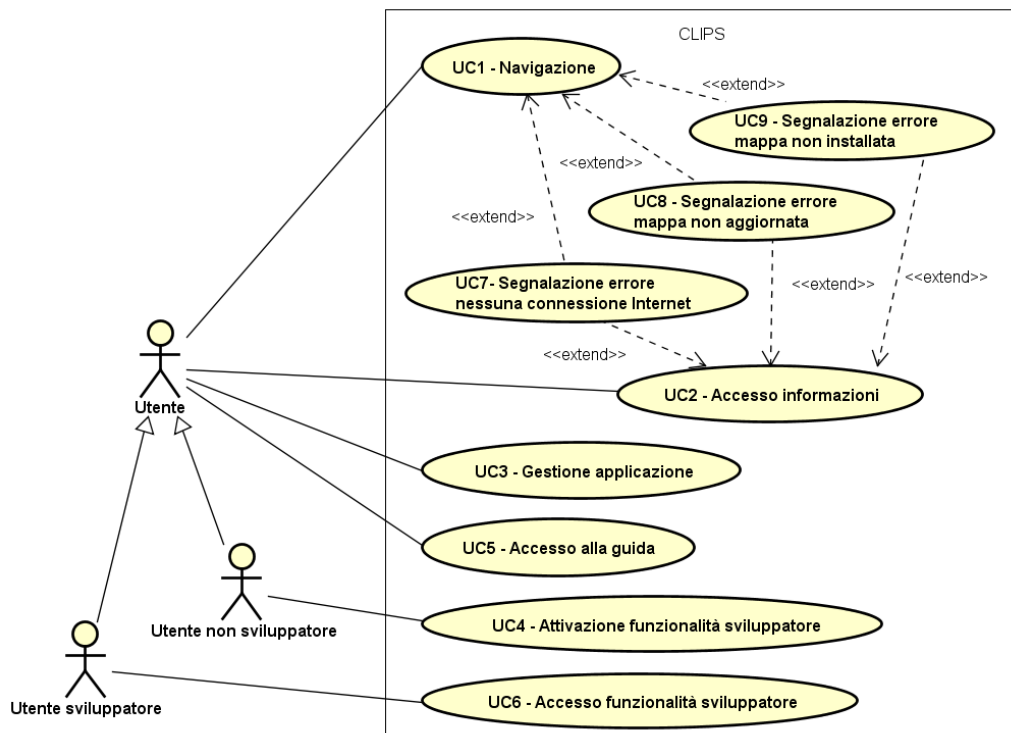 CLIPS
UC1 - Navigazione
<<extend>>
UC9 - Segnalazione errore
mappa non installata
<<extend>>
UC8 - Segnalazione errore
mappa non aggiornata
<<extend>>
UC7- Segnalazione errore
nessuna connessione Internet
<<extend>>
<<extend>>
<<extend>>
UC2 - Accesso informazioni
Utente
UC3 - Gestione applicazione
UC5 - Accesso alla guida
Utente non sviluppatore
UC4 - Attivazione funzionalità sviluppatore
Utente sviluppatore
UC6 - Accesso funzionalità sviluppatore